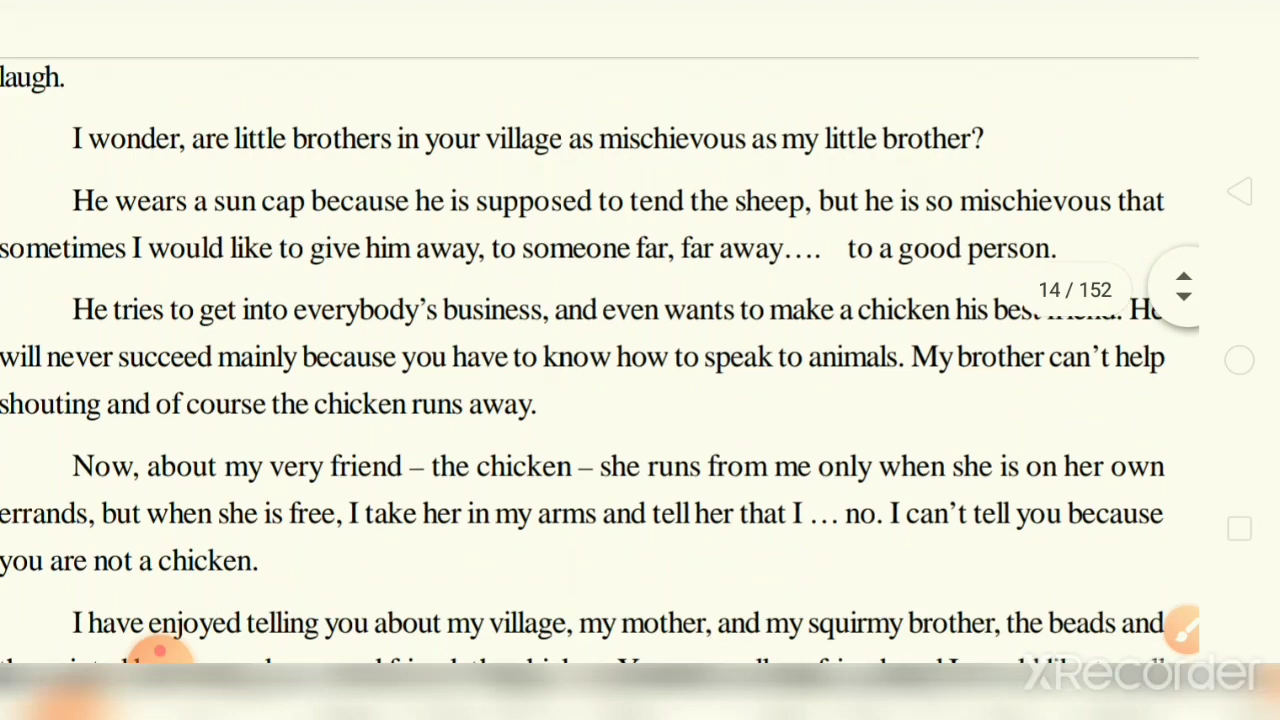 laugh.
I wonder, are little brothers in your village as mischievous as my little brother?
He wears a sun cap because he is supposed to tend the sheep, but he is so mischievous that
sometimes I would like to give him away, to someone far, far away…. to a good person.
14 / 152
He tries to get into everybody's business, and even wants to make a chicken his best friend. He
will never succeed mainly because you have to know how to speak to animals. My brother can't help
shouting and of course the chicken runs away.
Now, about my very friend – the chicken – she runs from me only when she is on her own
errands, but when she is free, I take her in my arms and tell her that I … no. I can't tell you because
you are not a chicken.
I have enjoyed telling you about my village, my mother, and my squirmy brother, the beads and
XRecorder